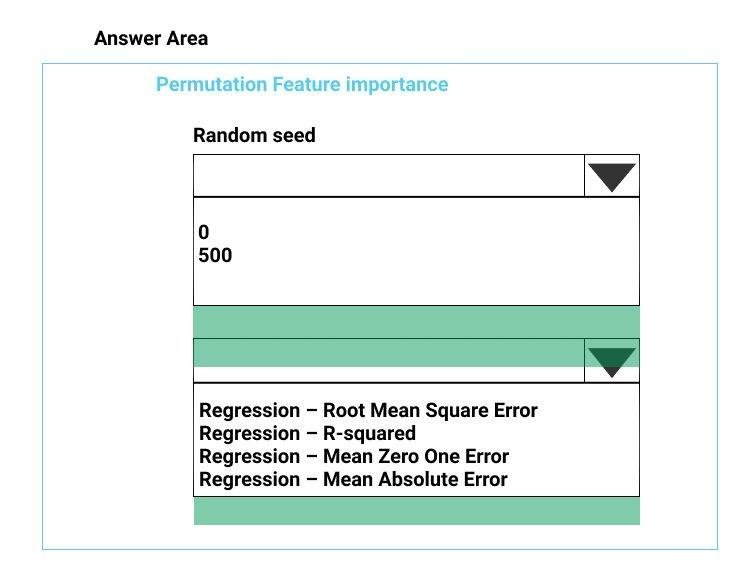 Answer Area
Permutation Feature importance
Random seed
0
500
Regression – Root Mean Square Error
Regression – R-squared
Regression – Mean Zero One Error
Regression – Mean Absolute Error